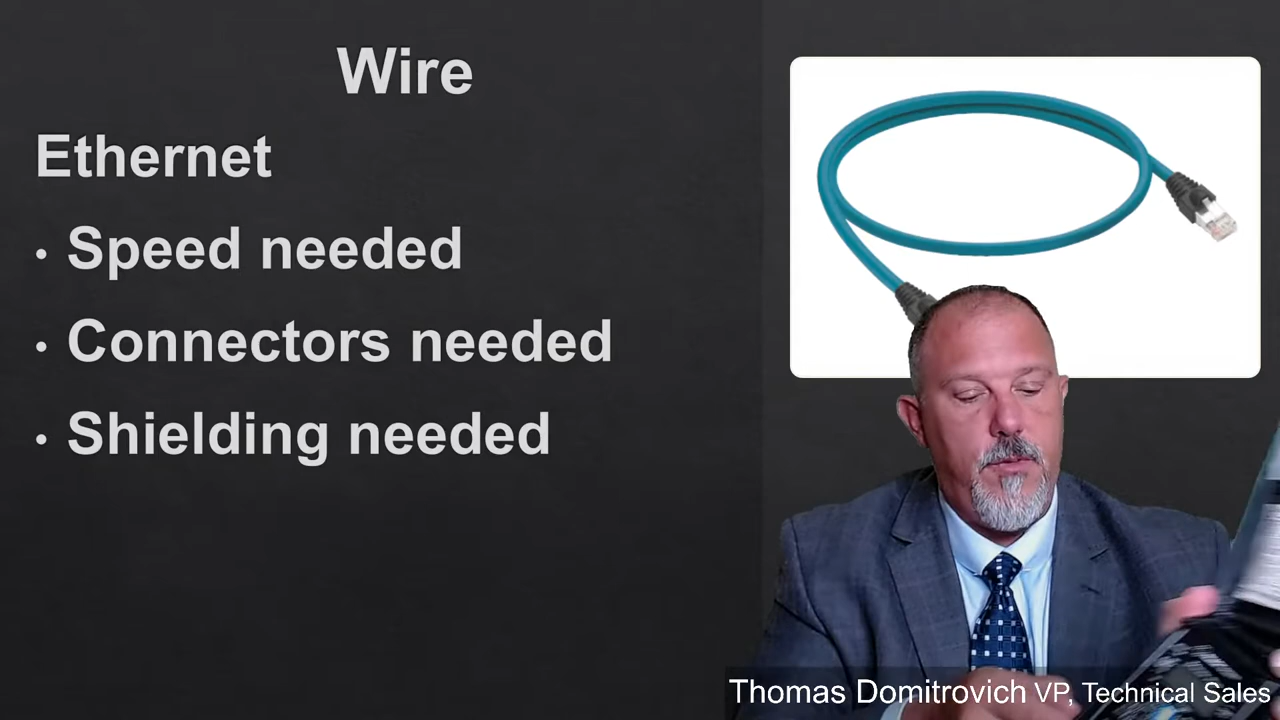 Wire
Ethernet
• Speed needed
• Connectors needed
• Shielding needed
Thomas Domitrovich VP, Technical Sales